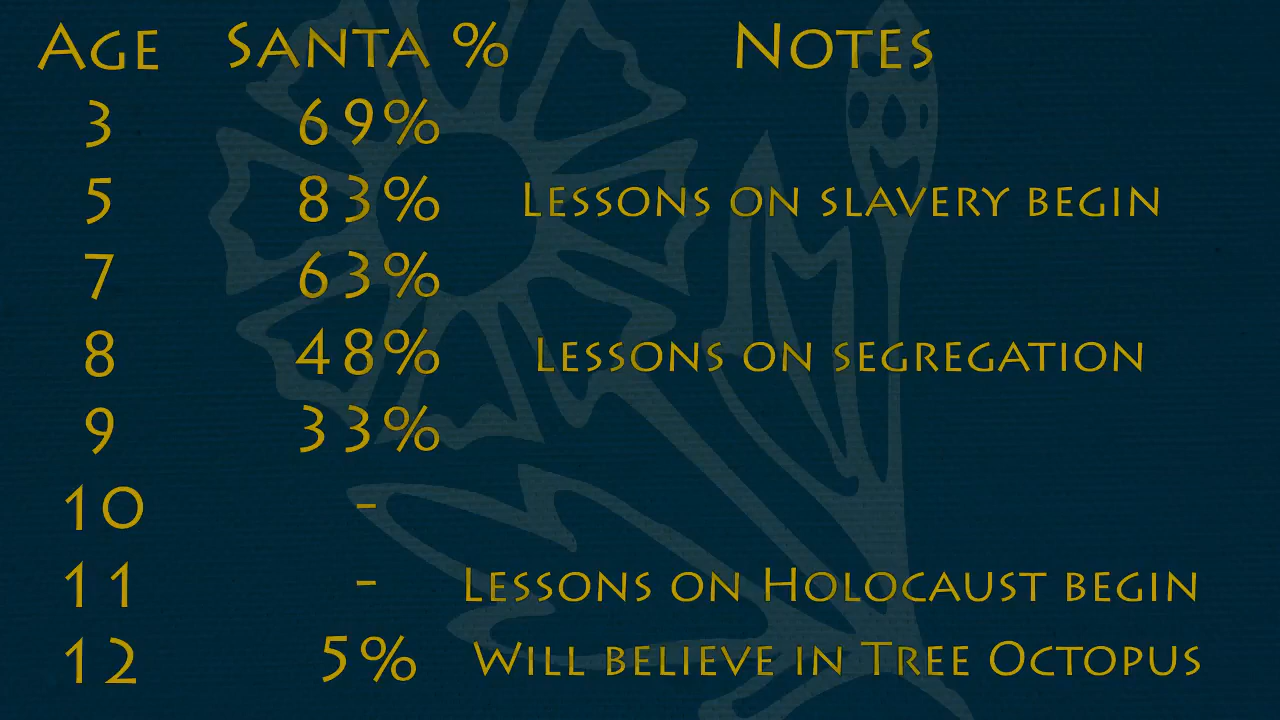 Age Santa % Notes
3 69%
5 83% Lessons on slavery begin
7 63%
8 48% Lessons on segregation
9 33%
10 -
11 - Lessons on Holocaust begin
12 5% Will believe in Tree Octopus